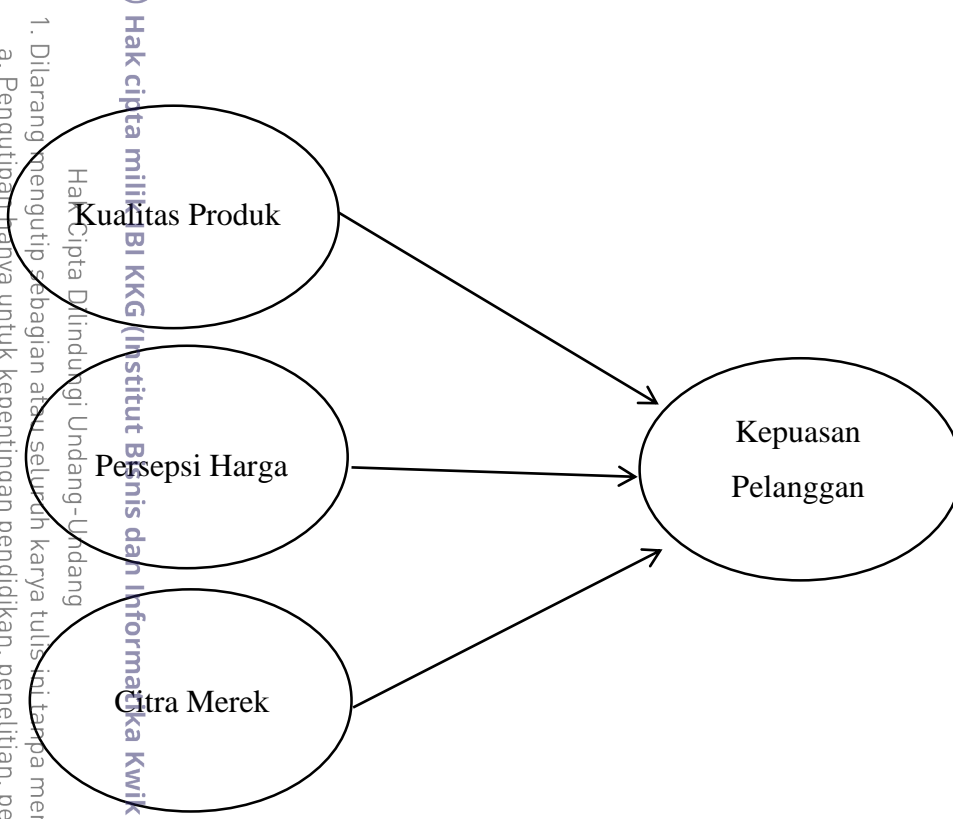 Kualitas Produk
Persepsi Harga
Citra Merek
Kepuasan
Pelanggan
) Hak cipta milik IBI KKG (Institut Bisnis dan Informatika Kwik
Hak Cipta Dilindungi Undang-Undang
1. Dilarang mengutip sebagian atau seluruh karya tulis ini tanpa
a. Pengutipan hanya untuk kepentingan pendidikan, penelitian,